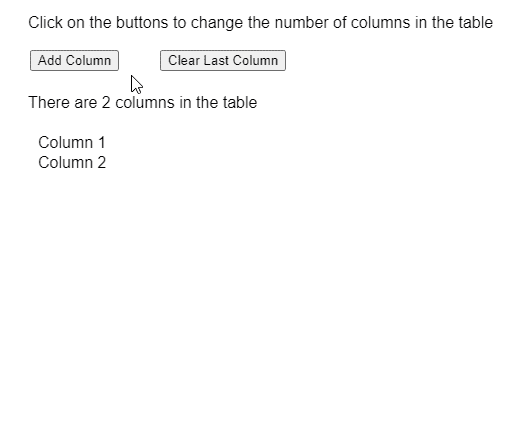 Click on the buttons to change the number of columns in the table
Add Column Clear Last Column
There are 2 columns in the table
Column 1
Column 2